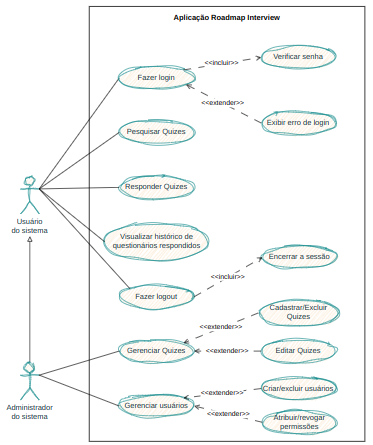 Aplicação Roadmap Interview
<<incluir>>
Verificar senha
Fazer login
<<extender>>
Exibir erro de login
Pesquisar Quizes
Responder Quizes
Usuário
do sistema
Visualizar histórico de
questionários respondidos
Encerrar a sessão
<<incluir>>
Fazer logout
Cadastrar/Excluir
Quizes
<<extender>>
Gerenciar Quizes
<<extender>>
Editar Quizes
<<extender>>
Criar/excluir usuários
Administrador
do sistema
Gerenciar usuários
<<extender>>
Atribuir/revogar
permissões